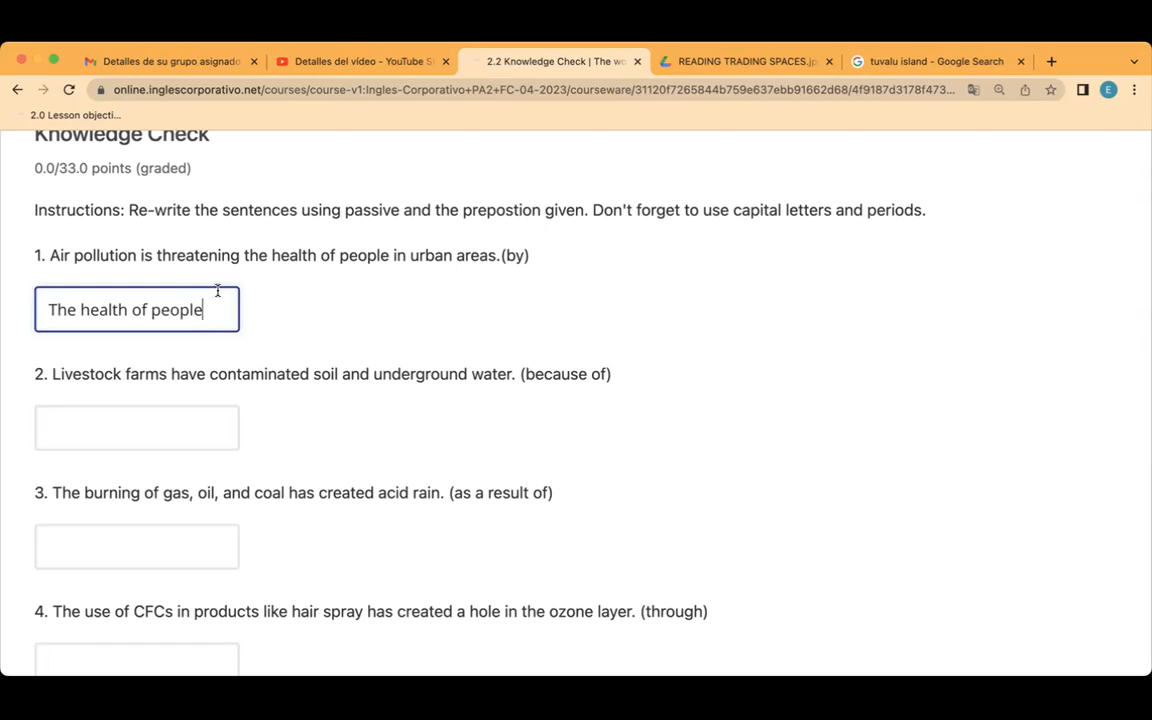 Detalles de su grupo asignado
Detalles del vídeo - YouTube S
2.2 Knowledge Check | The wo
READING TRADING SPACES.jp
tuvalu island - Google Search
online.inglescorporativo.net/courses/course-v1:Ingles-Corporativo+PA2+FC-04-2023/courseware/31120f7265844b759e637ebb91662d68/4f9187d3178f473...
E
2.0 Lesson objecti...
Knowledge Check
0.0/33.0 points (graded)
Instructions: Re-write the sentences using passive and the prepostion given. Don't forget to use capital letters and periods.
1. Air pollution is threatening the health of people in urban areas.(by)
The health of people
2. Livestock farms have contaminated soil and underground water. (because of)
3. The burning of gas, oil, and coal has created acid rain. (as a result of)
4. The use of CFCs in products like hair spray has created a hole in the ozone layer. (through)